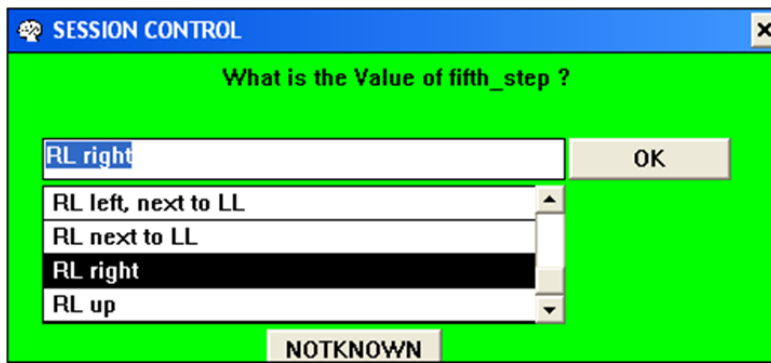 SESSION CONTROL
What is the Value of fifth_step ?
RL right
OK
RL left, next to LL
RL next to LL
RL right
RL up
NOTKNOWN